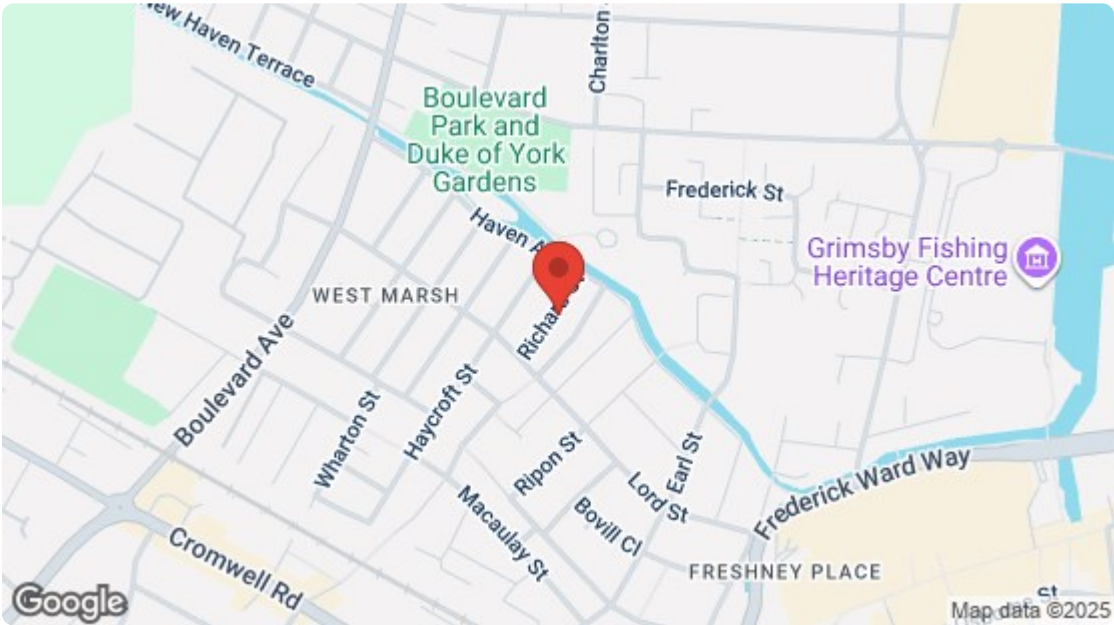 New Haven Terrace
Charlton
Boulevard
Park and
Duke of York
Gardens
Frederick St
Haven A
Grimsby Fishing
Heritage Centre
WEST MARSH
Boulevard Ave
Haycroft St
Wharton St
Ripon St
Earl St
Lord St
Macaulay St
Bovill Cl
Frederick Ward Way
Cromwell Rd
FRESHNEY PLACE
St
Google
Map data ©2025